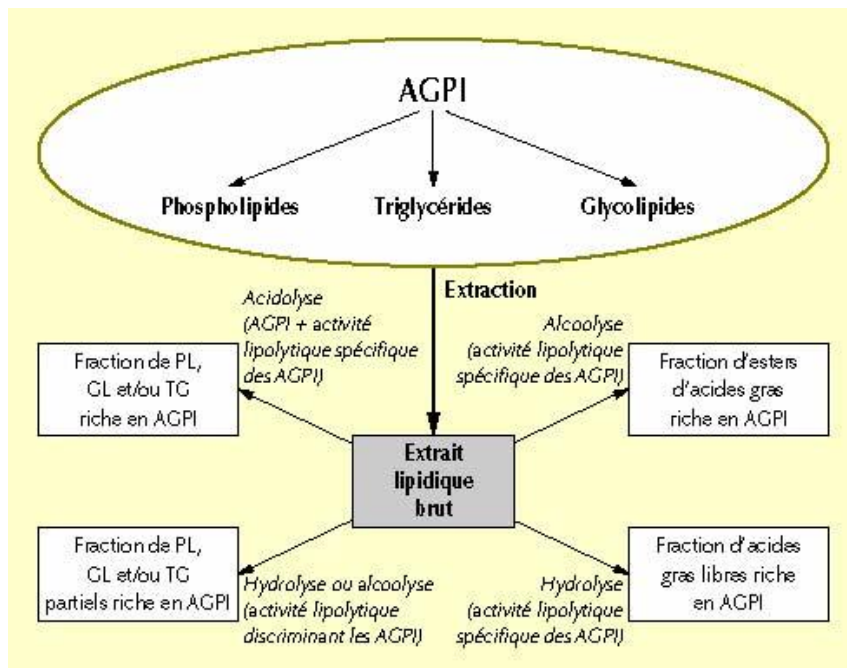 AGPI
Phospholipides
Triglycérides
Glycolipides
Extraction
Acidolyse
(AGPI + activité
lipolytique spécifique
des AGPI)
Alcoolyse
(activité lipolytique
spécifique des AGPI)
Fraction de PL,
GL et/ou TG
riche en AGPI
Fraction d'esters
d'acides gras
riche en AGPI
Extrait
lipidique
brut
Fraction de PL,
GL et/ou TG
partiels riche en AGPI
Hydrolyse ou alcoolyse
(activité lipolytique
discriminant les AGPI)
Hydrolyse
(activité lipolytique
spécifique des AGPI)
Fraction d'acides
gras libres riche
en AGPI